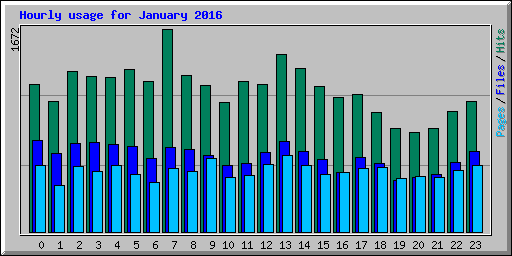 Hourly usage for January 2016
1672
Pages / Files / Hits
0 1 2 3 4 5 6 7 8 9 10 11 12 13 14 15 16 17 18 19 20 21 22 23